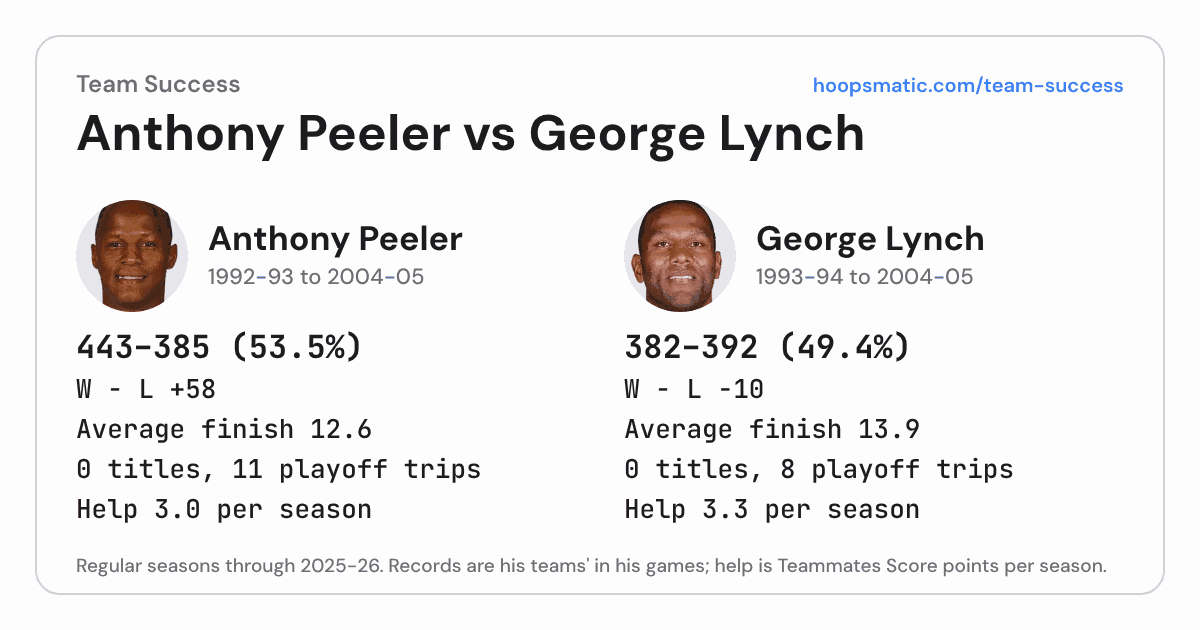 Team Success
hoopsmatic.com/team-success
Anthony Peeler vs George Lynch
Anthony Peeler
1992-93 to 2004-05
443-385 (53.5%)
W - L +58
Average finish 12.6
0 titles, 11 playoff trips
Help 3.0 per season
George Lynch
1993-94 to 2004-05
382-392 (49.4%)
W - L -10
Average finish 13.9
0 titles, 8 playoff trips
Help 3.3 per season
Regular seasons through 2025-26. Records are his teams' in his games; help is Teammates Score points per season.